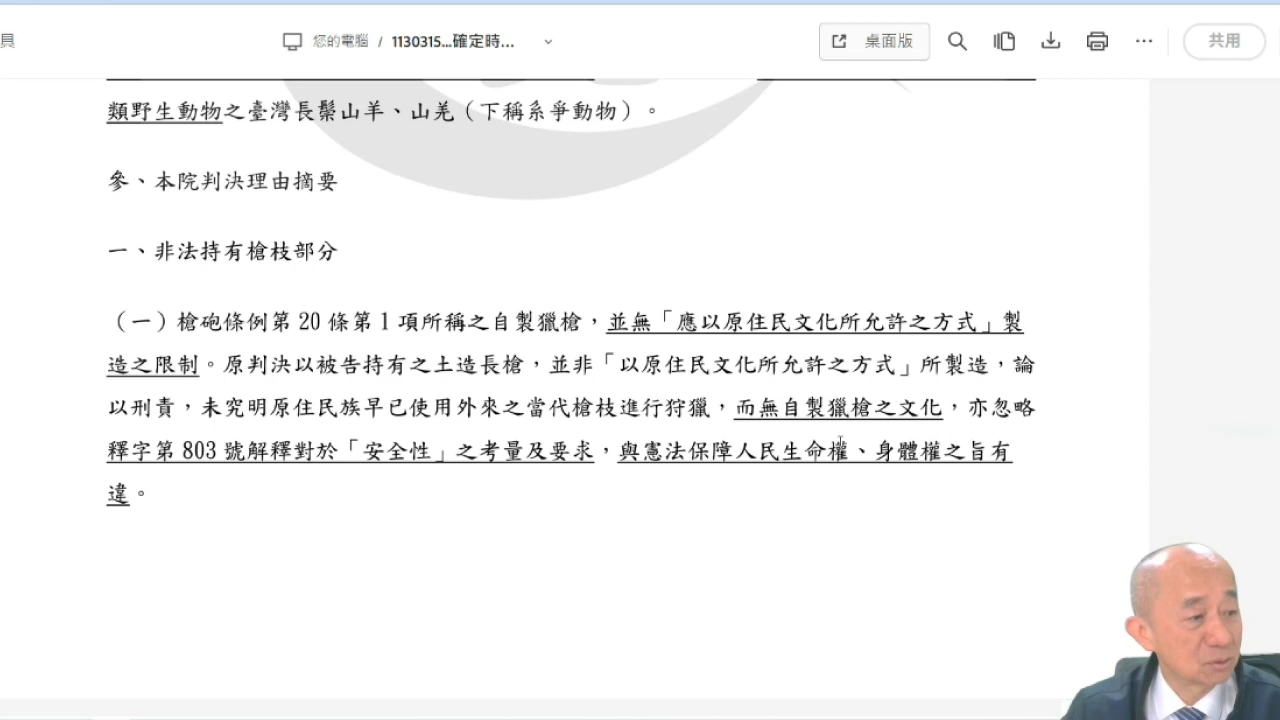 具
您的電腦 / 1130315...確定時...
桌面版
共用
類野生動物之臺灣長鬃山羊、山羌（下稱系爭動物）。
參、本院判決理由摘要
一、非法持有槍枝部分
（一）槍砲條例第 20 條第 1 項所稱之自製獵槍，並無「應以原住民文化所允許之方式」製
造之限制。原判決以被告持有之土造長槍，並非「以原住民文化所允許之方式」所製造，論
以刑責，未究明原住民族早已使用外來之當代槍枝進行狩獵，而無自製獵槍之文化，亦忽略
釋字第 803 號解釋對於「安全性」之考量及要求，與憲法保障人民生命權、身體權之旨有
違。